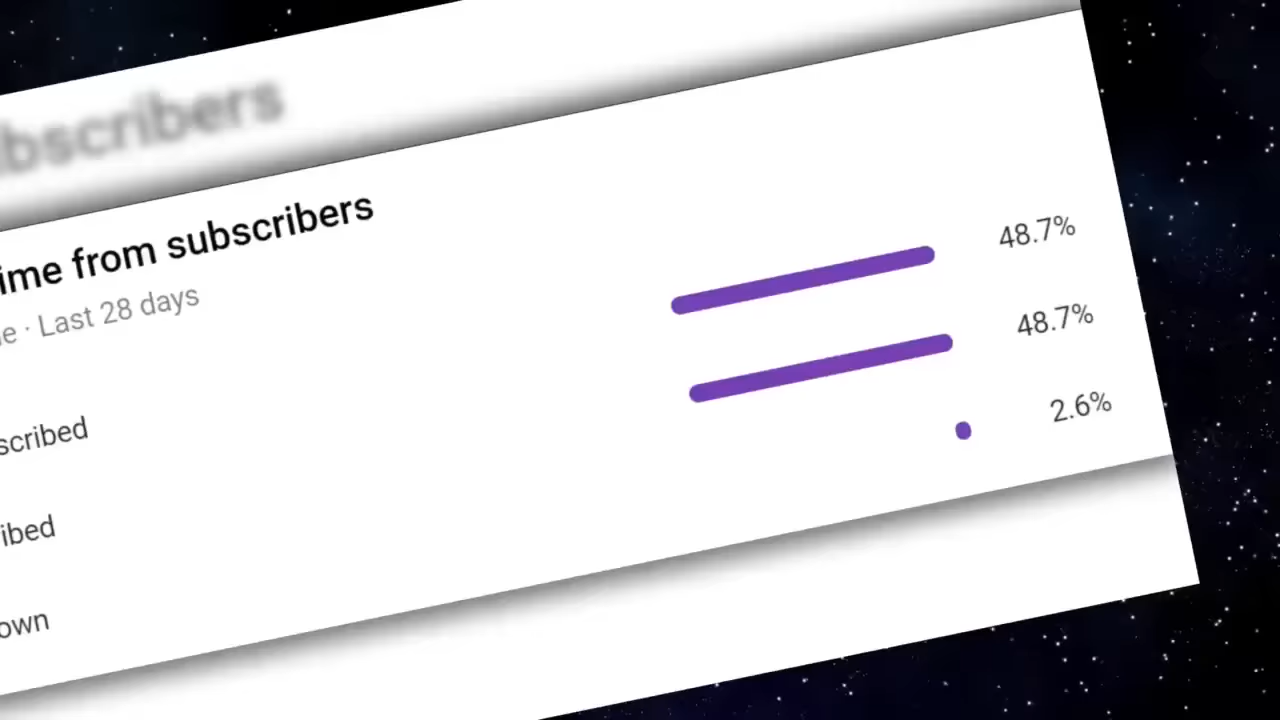 bscribers
ime from subscribers
e · Last 28 days
scribed
48.7%
ribed
48.7%
own
2.6%